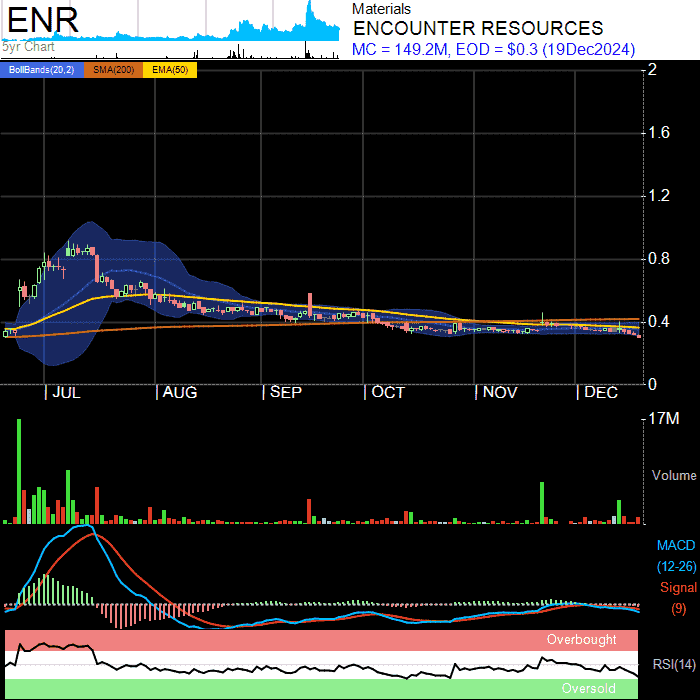 ENR
5yr Chart
Materials
ENCOUNTER RESOURCES
MC = 149.2M, EOD = $0.3 (19Dec2024)
BollBands(20,2) SMA(200) EMA(50)
2
1.6
1.2
0.8
0.4
0
JUL AUG SEP OCT NOV DEC
17M
Volume
MACD
(12-26)
Signal
(9)
Overbought
RSI(14)
Oversold